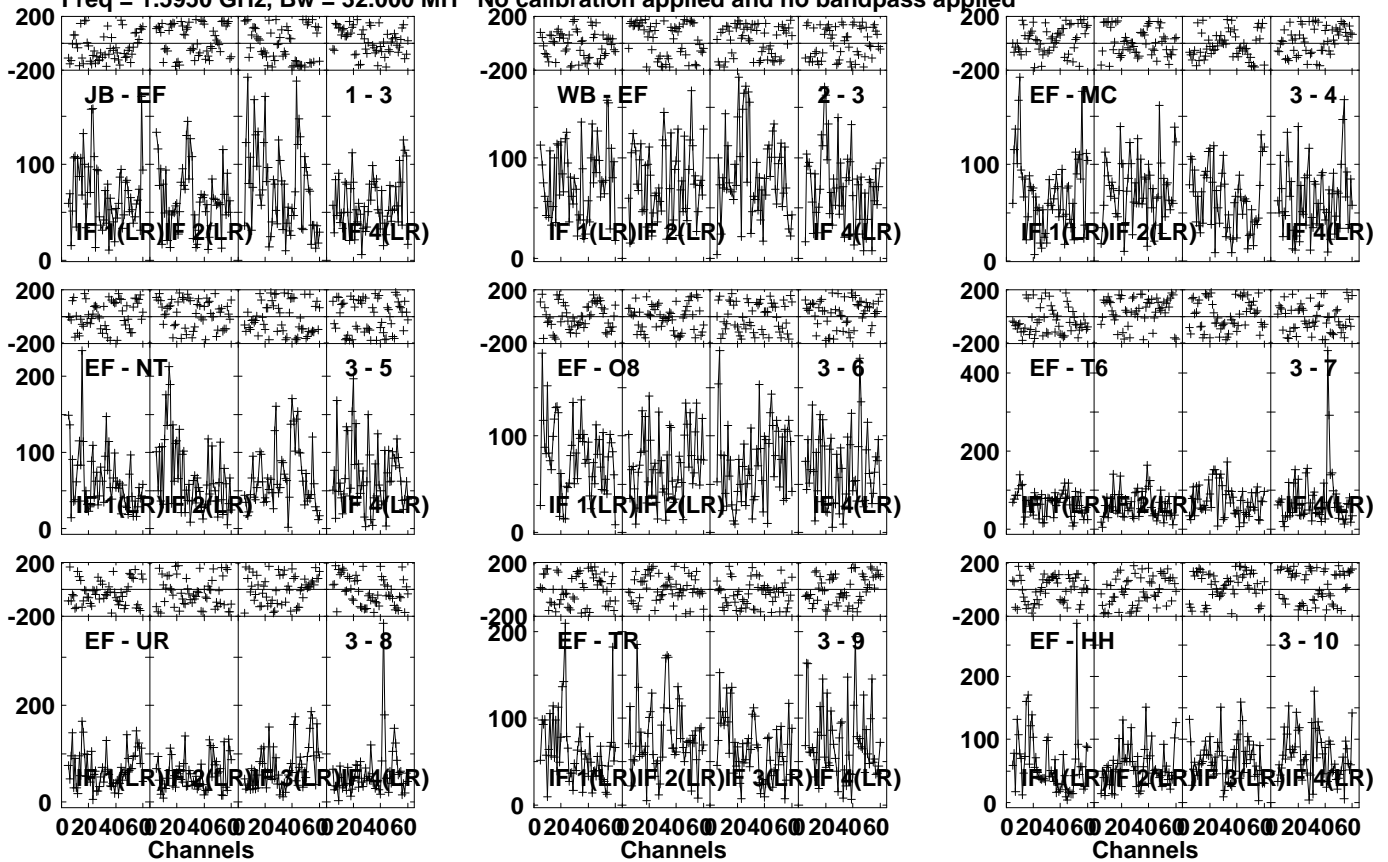 Freq = 1.5950 GHz, Bw = 32.000 MH No calibration applied and no bandpass applied
200
-200
JB - EF 1 - 3
100
0
IF 1(LR) IF 2(LR) IF 4(LR)
200
-200
WB - EF 2 - 3
100
0
IF 1(LR) IF 2(LR) IF 4(LR)
200
-200
EF - MC 3 - 4
100
0
IF 1(LR) IF 2(LR) IF 4(LR)
200
-200
EF - NT 3 - 5
200
100
0
IF 1(LR) IF 2(LR) IF 4(LR)
200
-200
EF - O8 3 - 6
100
0
IF 1(LR) IF 2(LR) IF 4(LR)
200
-200
EF - T6 3 - 7
400
200
0
IF 1(LR) IF 2(LR) IF 4(LR)
200
-200
EF - UR 3 - 8
200
0
IF 1(LR) IF 2(LR) IF 3(LR) IF 4(LR)
0 20 40 60 0 20 40 60 0 20 40 60 0 20 40 60
Channels
200
-200
EF - TR 3 - 9
200
100
0
IF 1(LR) IF 2(LR) IF 3(LR) IF 4(LR)
0 20 40 60 0 20 40 60 0 20 40 60 0 20 40 60
Channels
200
-200
EF - HH 3 - 10
200
100
0
IF 1(LR) IF 2(LR) IF 3(LR) IF 4(LR)
0 20 40 60 0 20 40 60 0 20 40 60 0 20 40 60
Channels